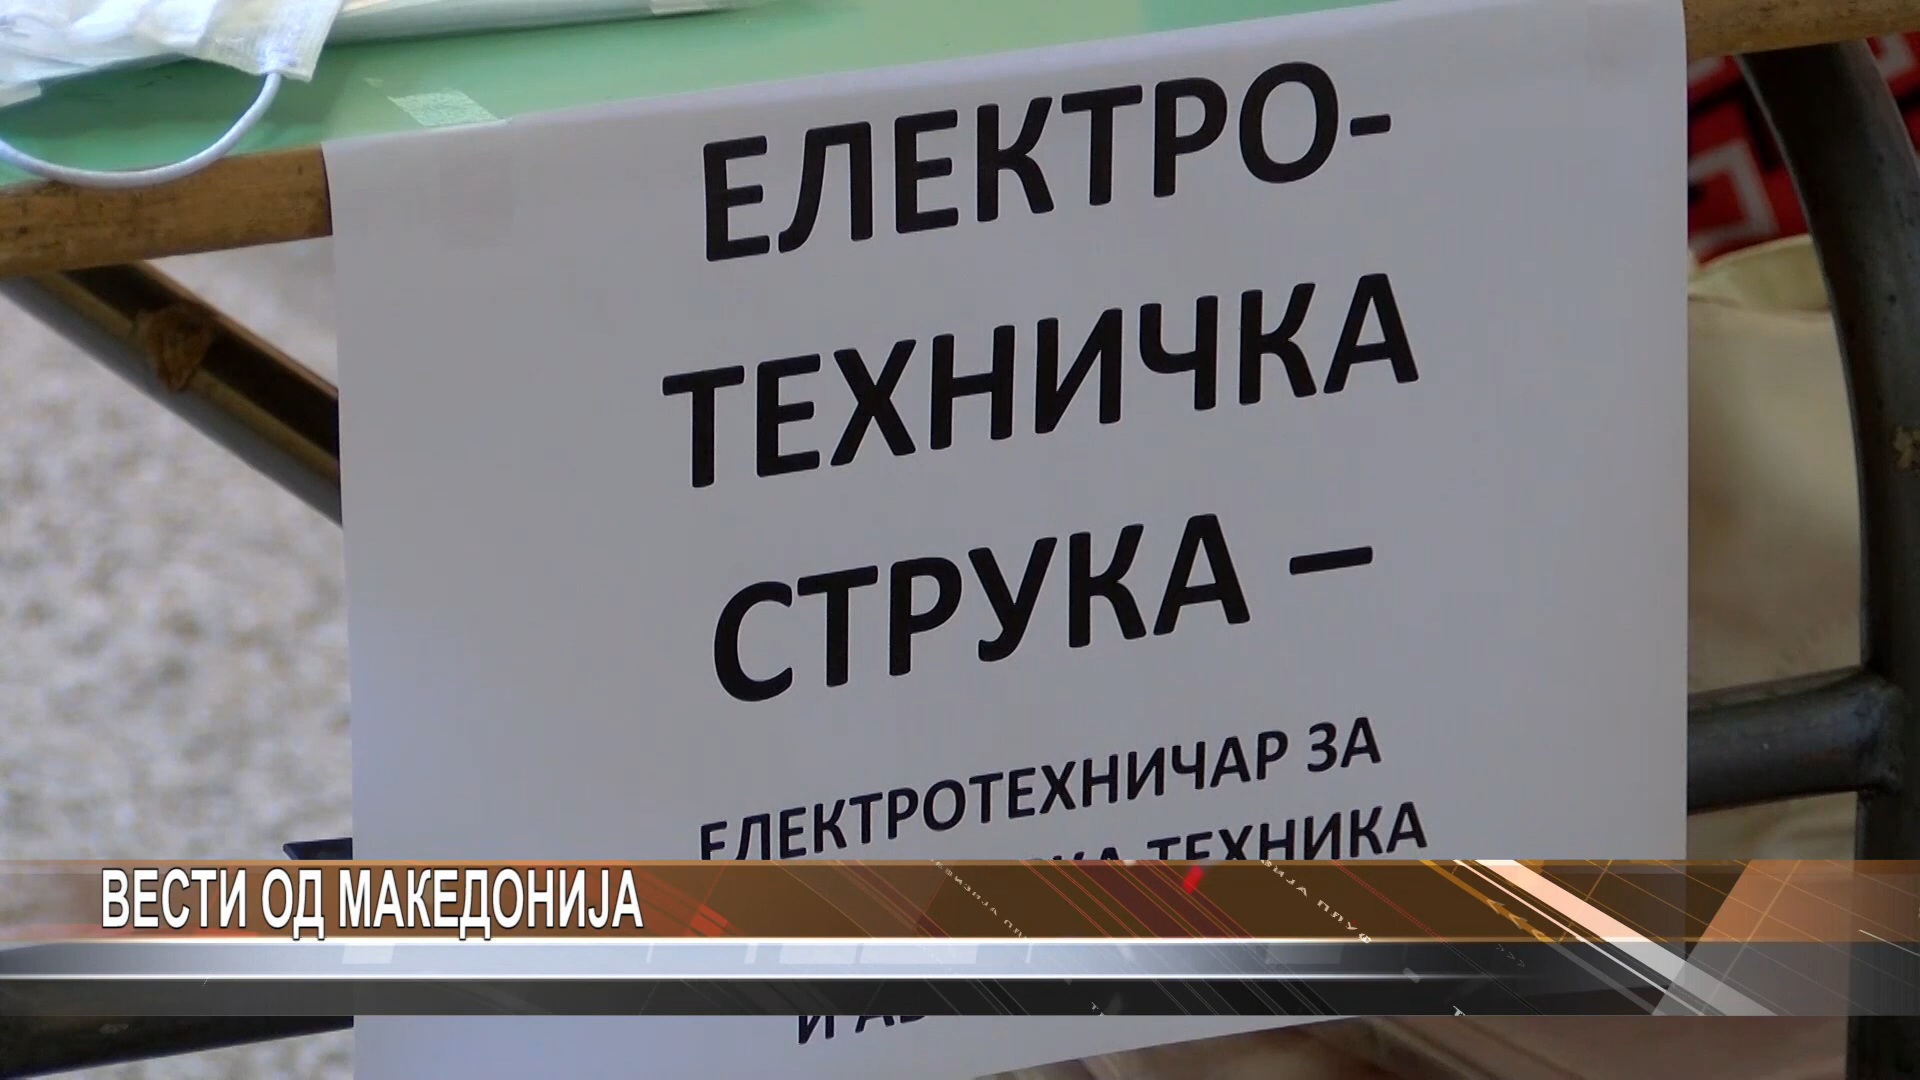 ЕЛЕКТРО-
ТЕХНИЧКА
СТРУКА –
ЕЛЕКТРОТЕХНИЧАР ЗА
ТЕХНИКА
ВЕСТИ ОД МАКЕДОНИЈА
И